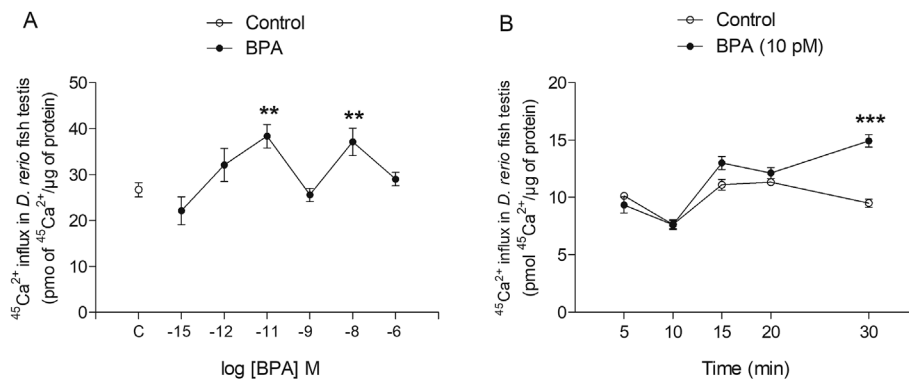 A
Control
BPA
50
40
30
20
10
0
** **
C -15 -12 -11 -9 -8 -6
log [BPA] M
⁴⁵Ca²⁺ influx in D. rerio fish testis
(pmo of ⁴⁵Ca²⁺/µg of protein)
B
Control
BPA (10 pM)
20
15
10
5
0
***
5 10 15 20 30
Time (min)
⁴⁵Ca²⁺ influx in D. rerio fish testis
(pmol ⁴⁵Ca²⁺/µg of protein)